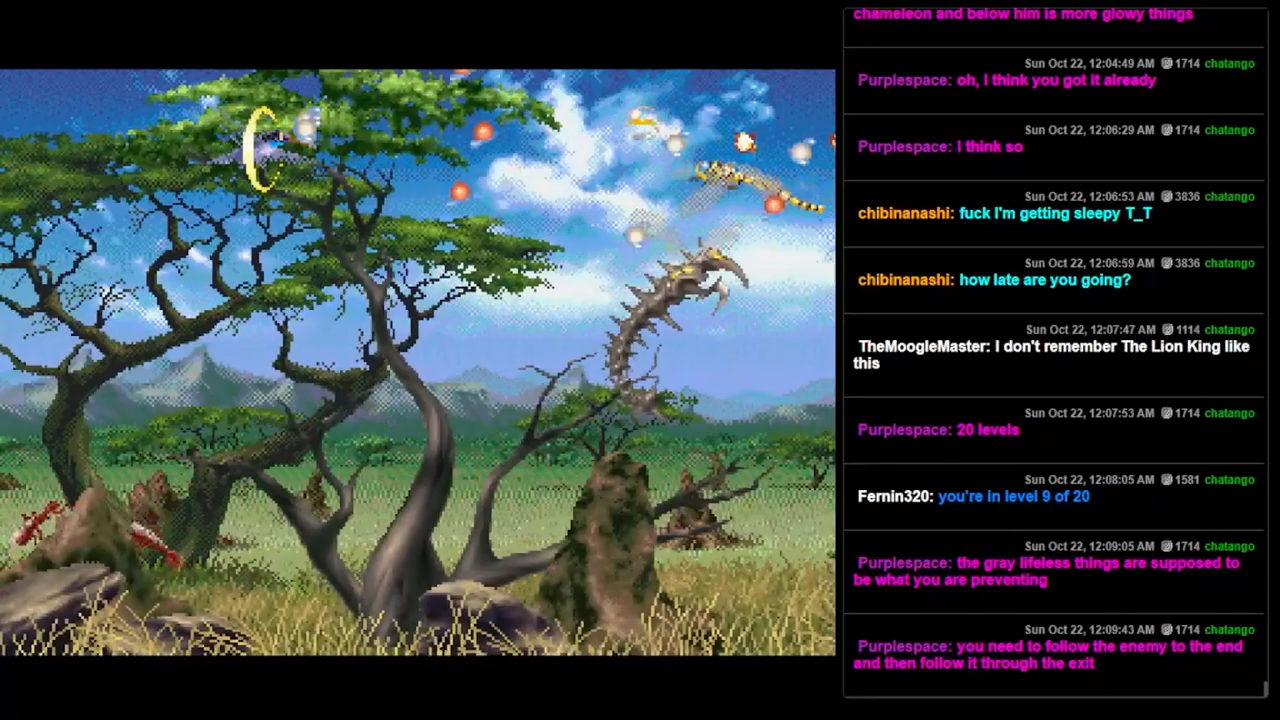 chameleon and below him is more glowy things
Sun Oct 22, 12:04:49 AM 1714 chatango
Purplespace: oh, I think you got it already
Sun Oct 22, 12:06:29 AM 1714 chatango
Purplespace: I think so
Sun Oct 22, 12:06:53 AM 3836 chatango
chibinanashi: fuck I'm getting sleepy T_T
Sun Oct 22, 12:06:59 AM 3836 chatango
chibinanashi: how late are you going?
Sun Oct 22, 12:07:47 AM 1114 chatango
TheMoogleMaster: I don't remember The Lion King like
this
Sun Oct 22, 12:07:53 AM 1714 chatango
Purplespace: 20 levels
Sun Oct 22, 12:08:05 AM 1581 chatango
Fernin320: you're in level 9 of 20
Sun Oct 22, 12:09:05 AM 1714 chatango
Purplespace: the gray lifeless things are supposed to
be what you are preventing
Sun Oct 22, 12:09:43 AM 1714 chatango
Purplespace: you need to follow the enemy to the end
and then follow it through the exit